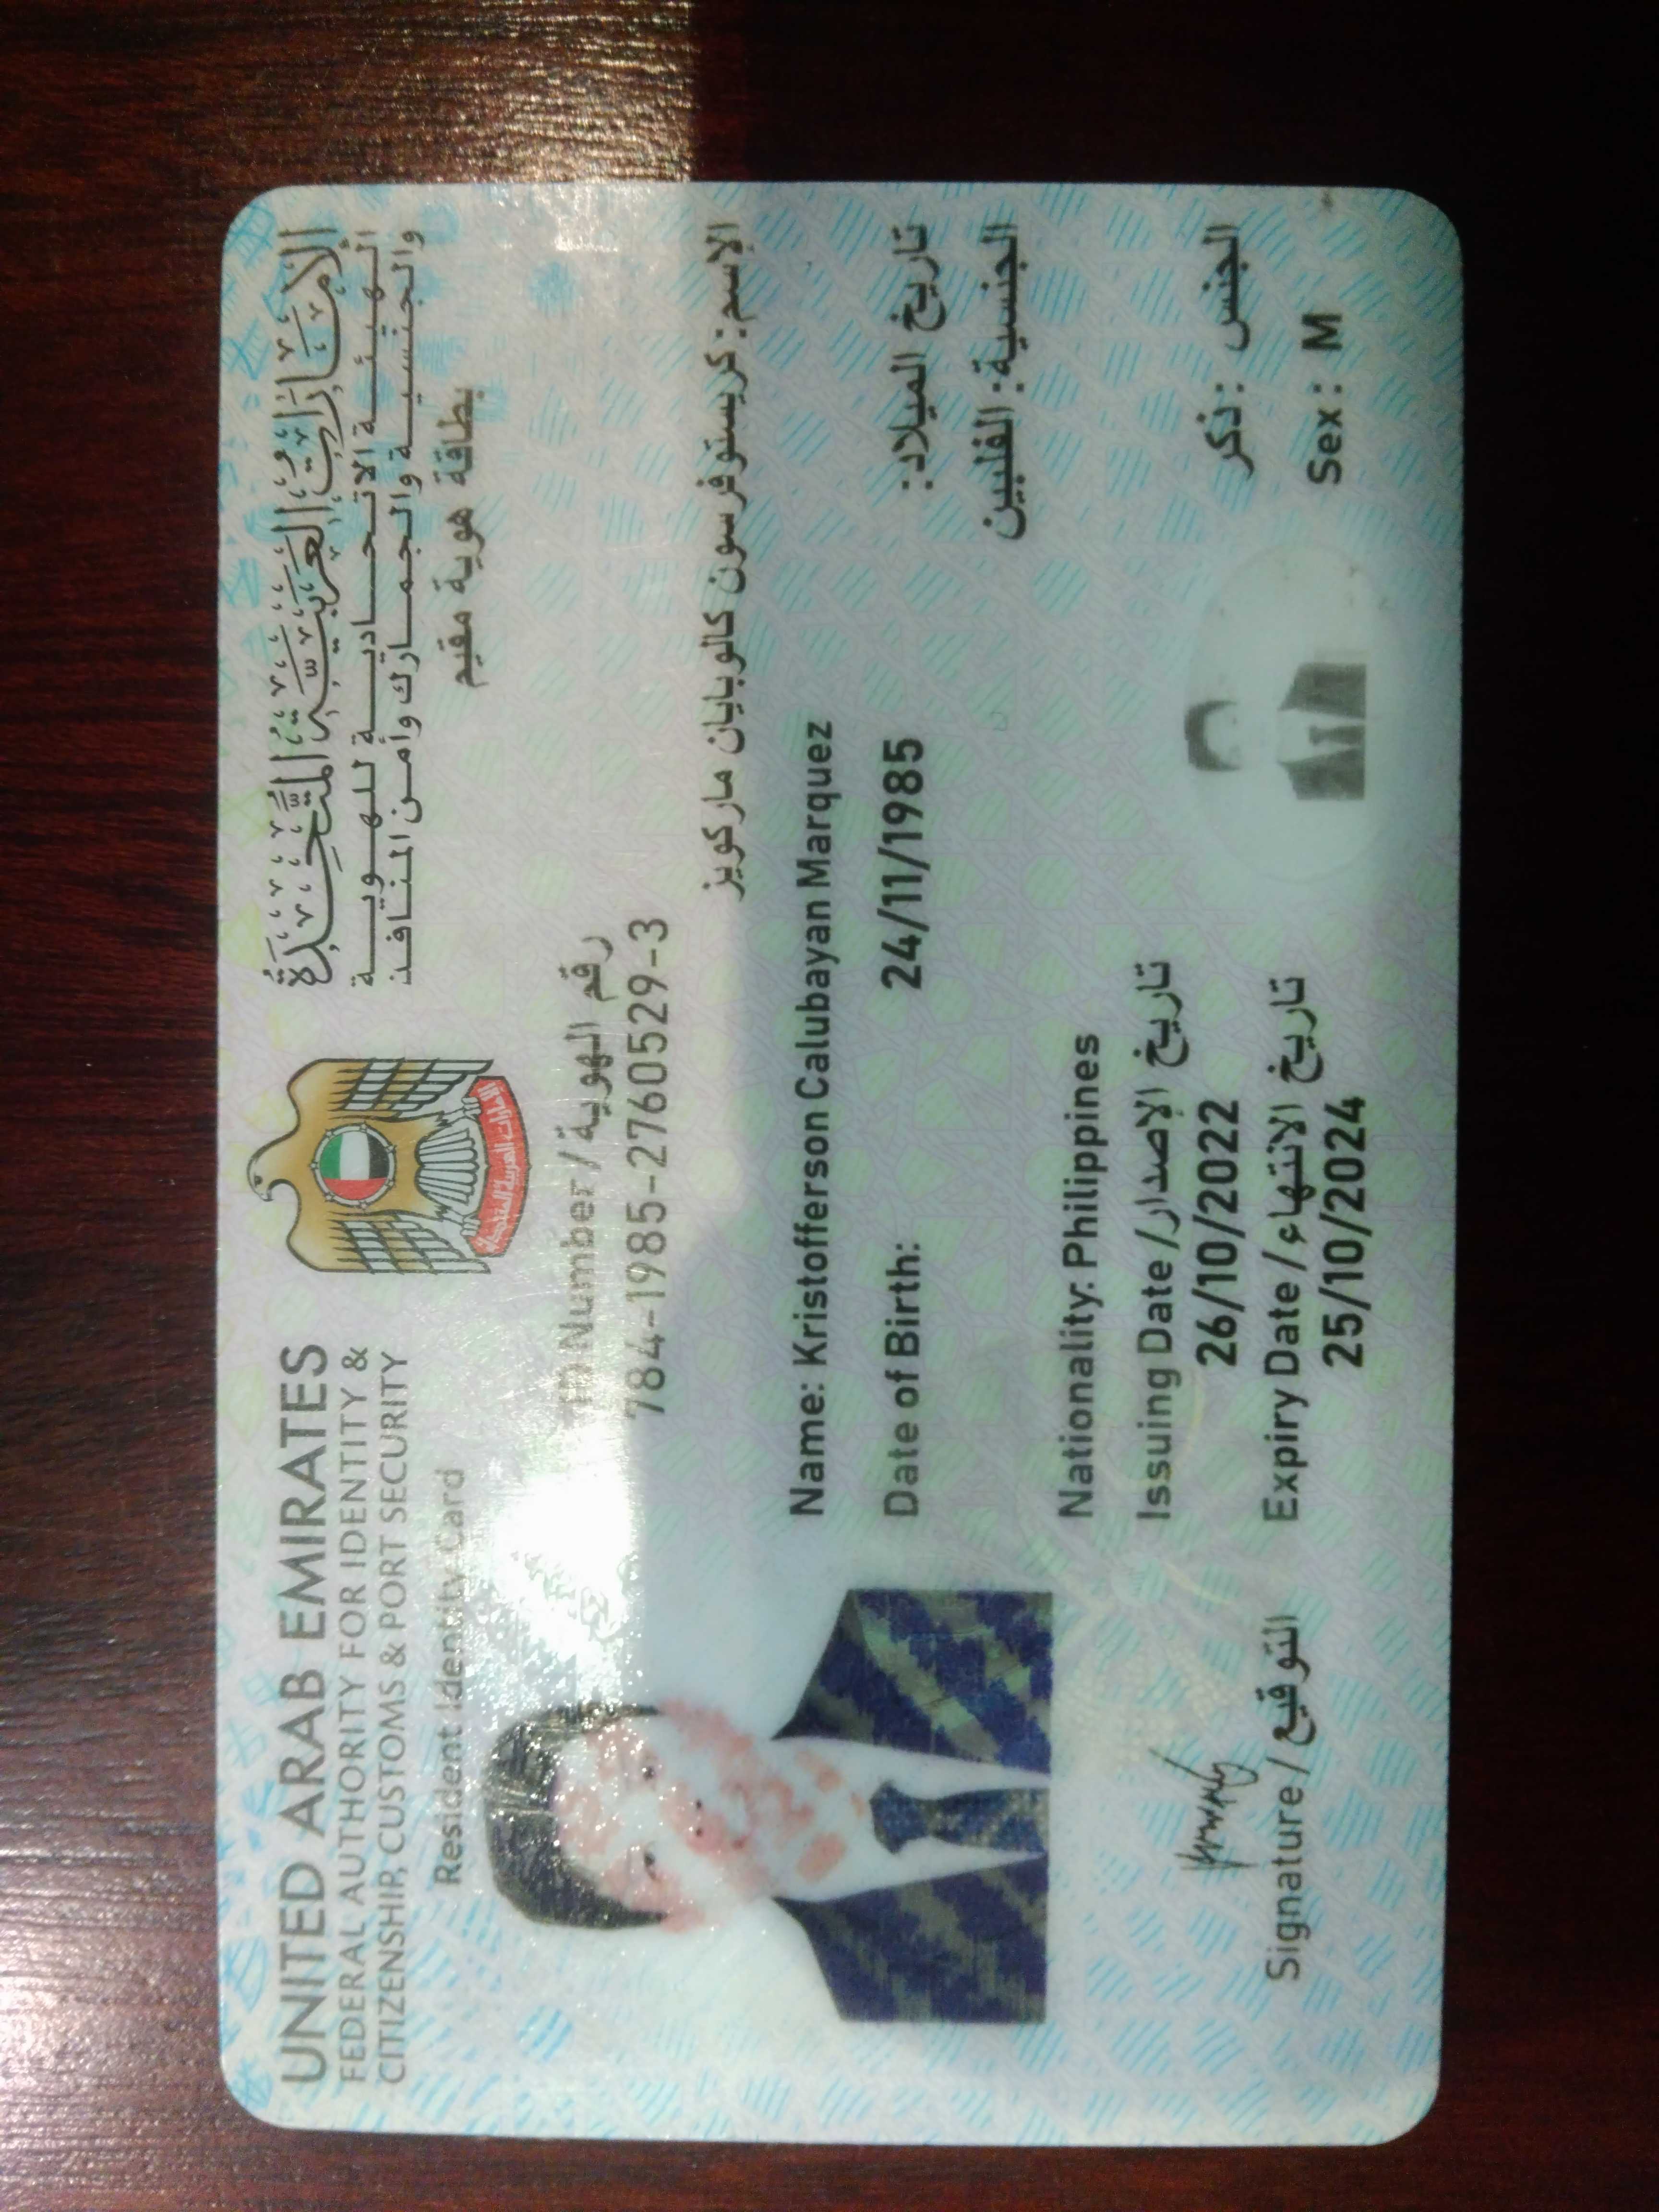 UNITED ARAB EMIRATES
FEDERAL AUTHORITY FOR IDENTITY &
CITIZENSHIP, CUSTOMS & PORT SECURITY
Resident Identity Card
الإمارات العربية المتحدة
الهيئة الاتحادية للهوية
والجنسية والجمارك وأمن المنافذ
بطاقة هوية مقيم
الإمارات العربية المتحدة
ID Number / رقم الهوية
784-1985-2760529-3
الإسم: كريستوفرسون كالوبايان ماركويز
Name: Kristofferson Calubayan Marquez
Date of Birth: 24/11/1985 تاريخ الميلاد:
الجنسية: الفلبين
Nationality: Philippines
Issuing Date / تاريخ الإصدار
26/10/2022
الجنس : ذكر
Expiry Date / تاريخ الانتهاء
25/10/2024
Sex : M
Signature / التوقيع